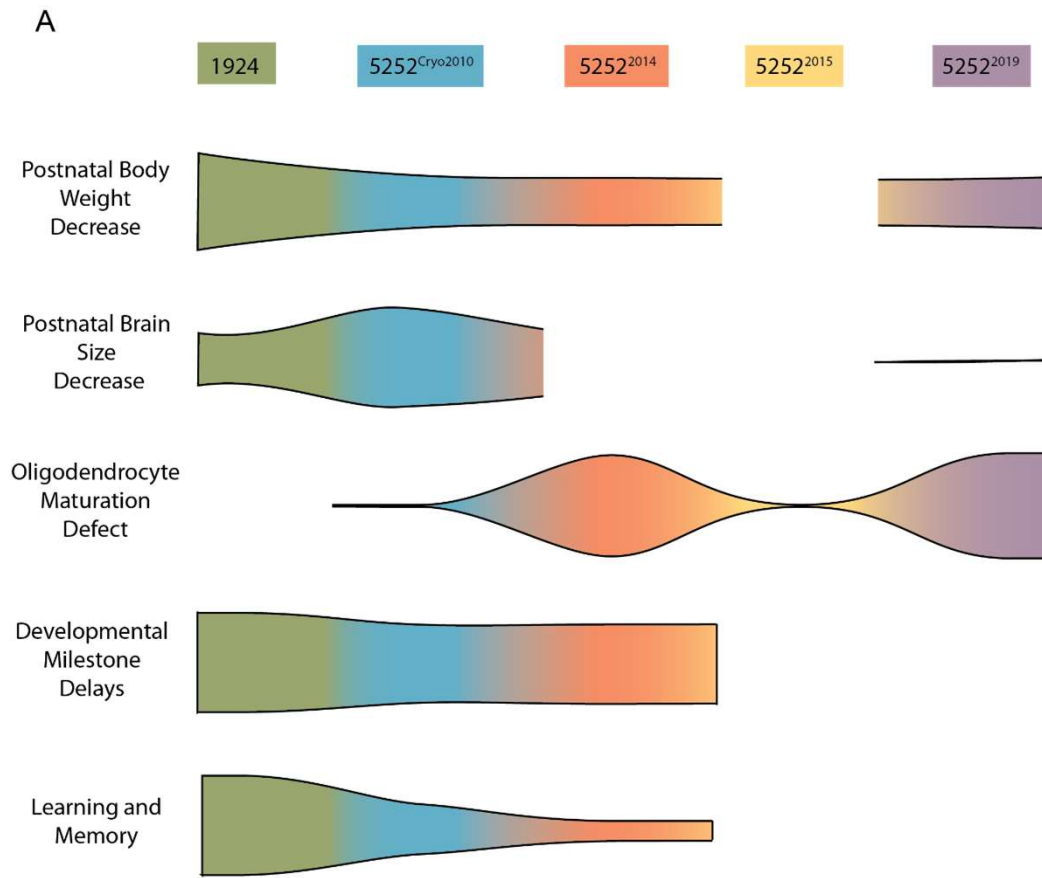 A
1924 5252Cryo2010 52522014 52522015 52522019
Postnatal Body
Weight
Decrease
Postnatal Brain
Size
Decrease
Oligodendrocyte
Maturation
Defect
Developmental
Milestone
Delays
Learning and
Memory